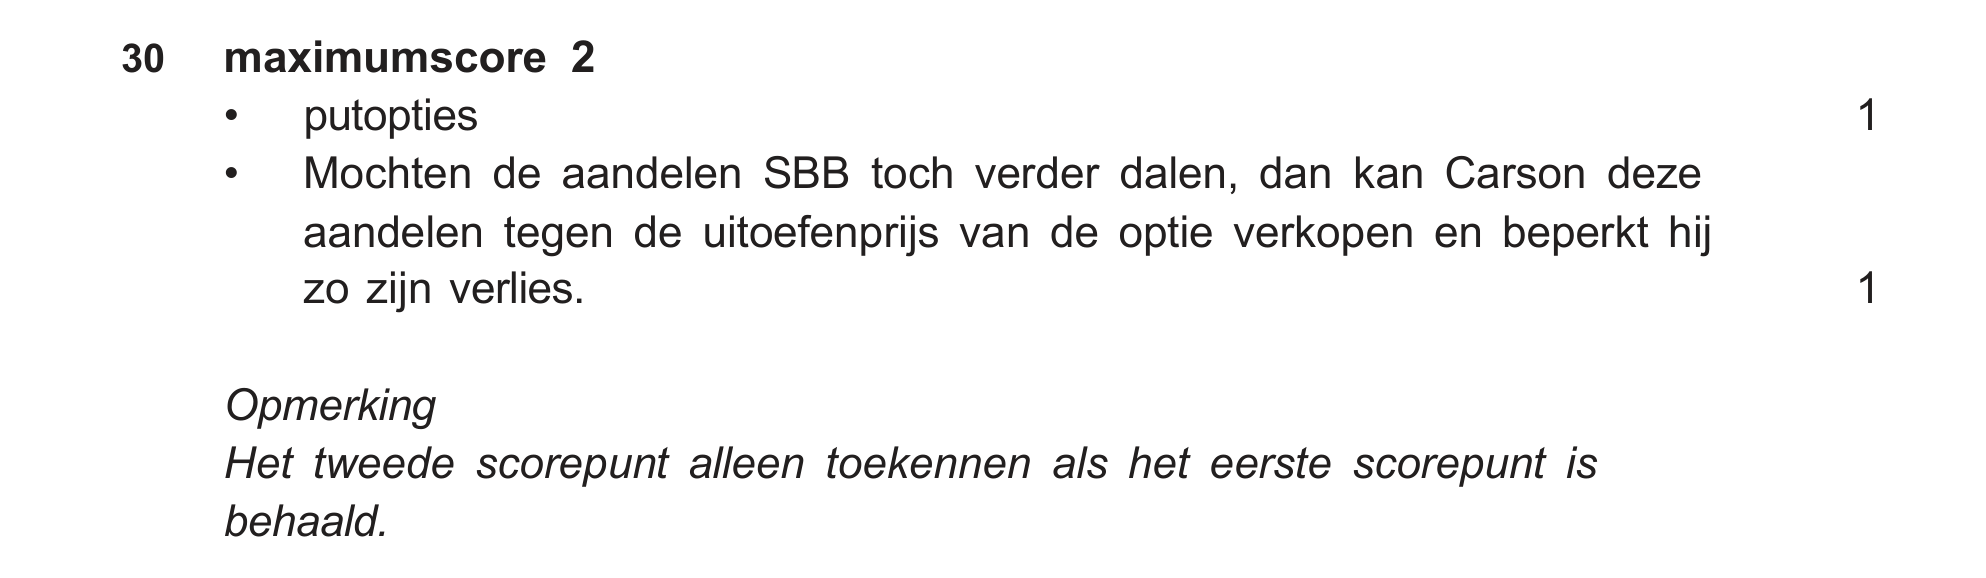 30 maximumscore 2
• putopties 1
• Mochten de aandelen SBB toch verder dalen, dan kan Carson deze
aandelen tegen de uitoefenprijs van de optie verkopen en beperkt hij
zo zijn verlies. 1
Opmerking
Het tweede scorepunt alleen toekennen als het eerste scorepunt is
behaald.